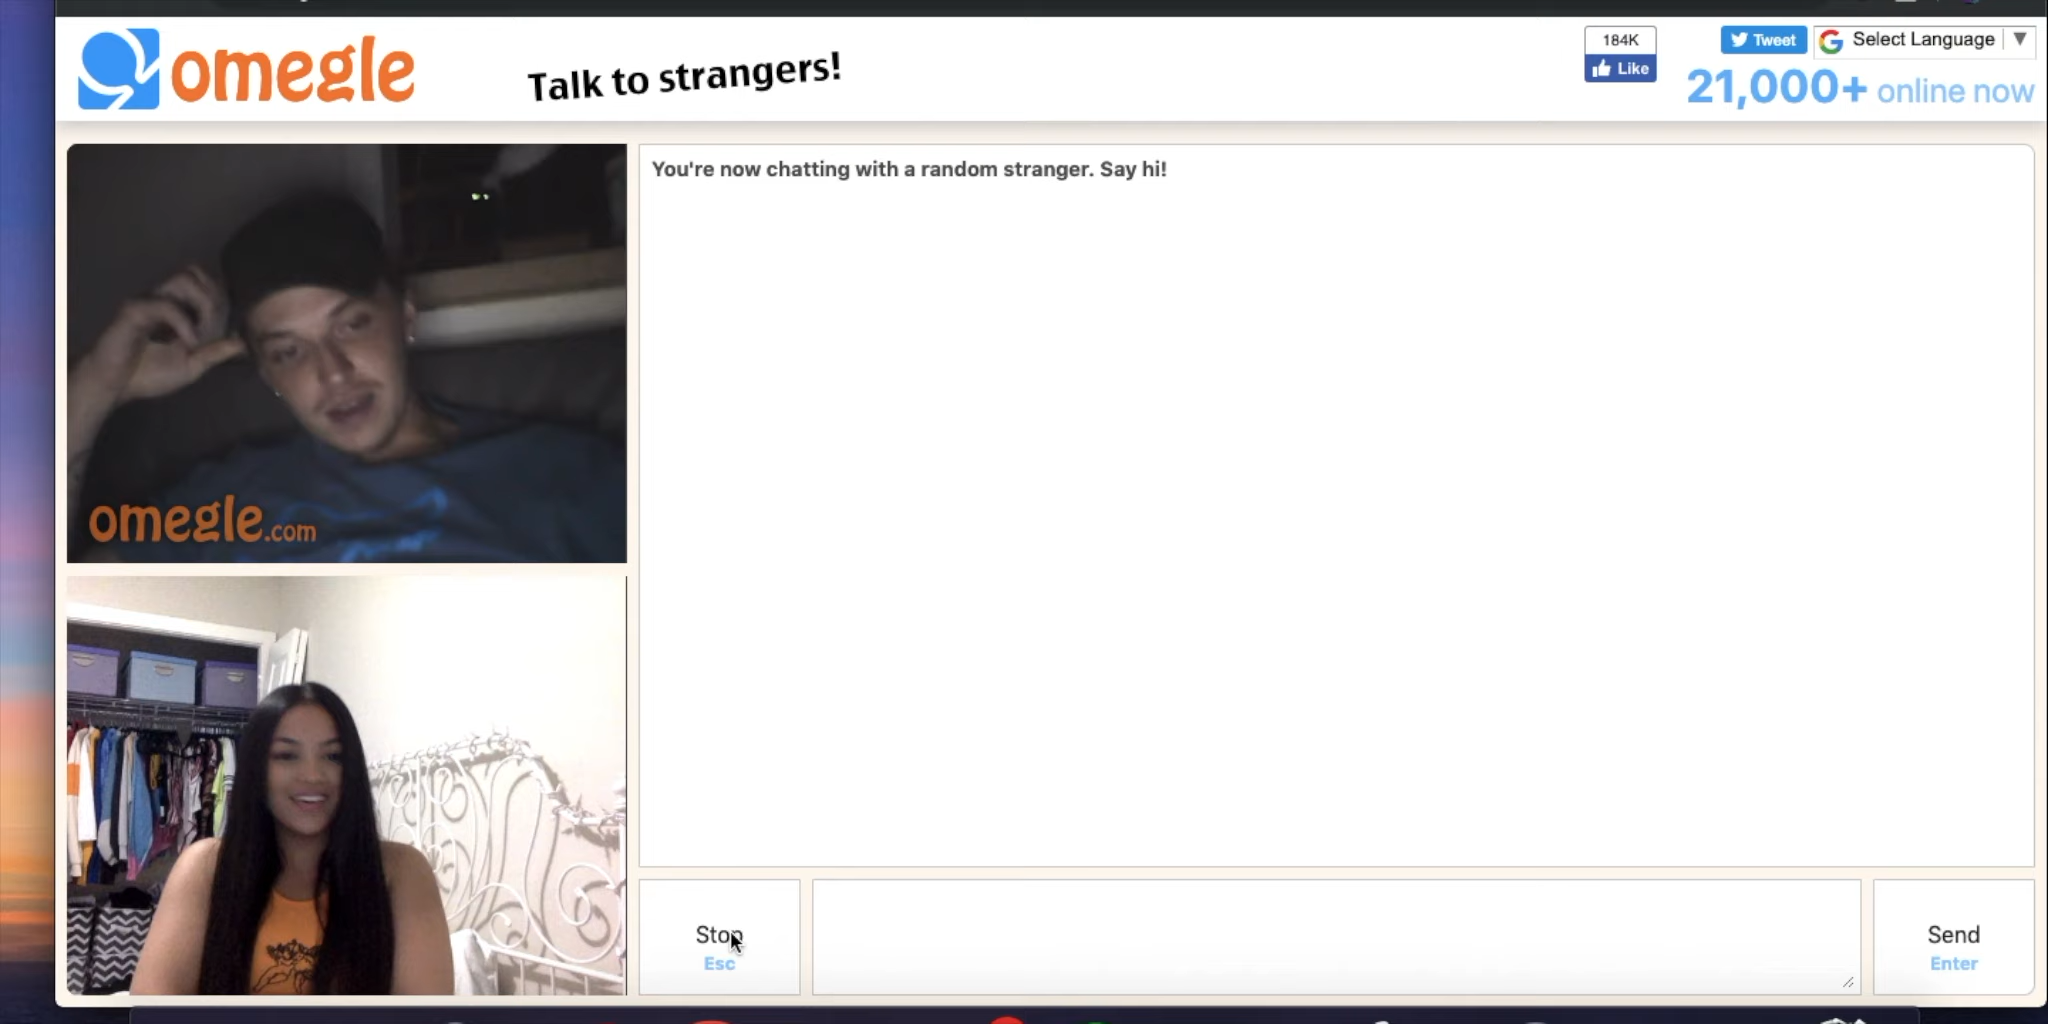 omegle
Talk to strangers!
184K
Like
Tweet
Select Language
21,000+ online now
You're now chatting with a random stranger. Say hi!
omegle.com
Stop
Esc
Send
Enter